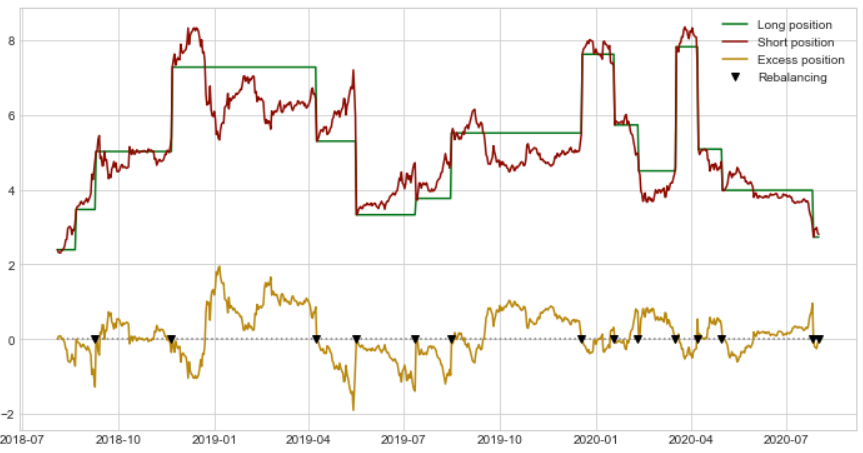 Long position
Short position
Excess position
Rebalancing
8
6
4
2
0
−2
2018-07 2018-10 2019-01 2019-04 2019-07 2019-10 2020-01 2020-04 2020-07